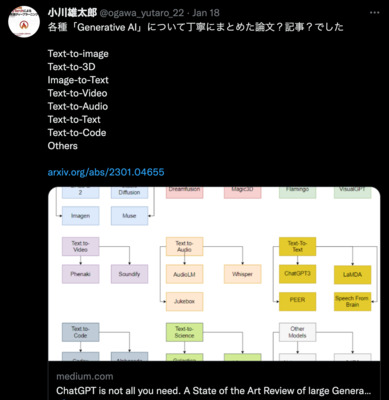 小川雄太郎 @ogawa_yutaro_22 · Jan 18
各種「Generative AI」について丁寧にまとめた論文？記事？でした
Text-to-image
Text-to-3D
Image-to-Text
Text-to-Video
Text-to-Audio
Text-to-Text
Text-to-Code
Others
arxiv.org/abs/2301.04655
Diffusion Dreamfusion Magic3D Flamingo VisualGPT
Imagen Muse
Text-to-Video Text-to-Audio Text-To-Text
Phenaki Soundify AudioLM Whisper ChatGPT3 LaMDA
Jukebox PEER Speech From Brain
Text-to-Code Text-to-Science Other Models
medium.com
ChatGPT is not all you need. A State of the Art Review of large Genera...